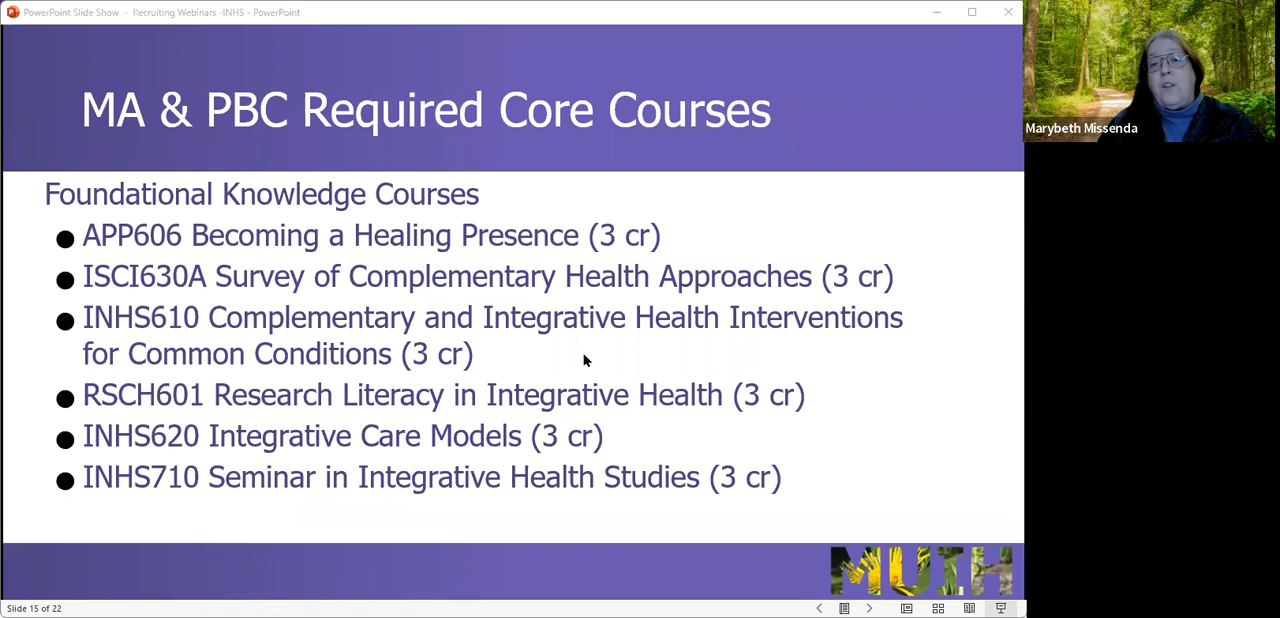 PowerPoint Slide Show - Recruiting Webinars -INHS - PowerPoint
MA & PBC Required Core Courses
Marybeth Missenda
Foundational Knowledge Courses
● APP606 Becoming a Healing Presence (3 cr)
● ISCI630A Survey of Complementary Health Approaches (3 cr)
● INHS610 Complementary and Integrative Health Interventions
for Common Conditions (3 cr)
● RSCH601 Research Literacy in Integrative Health (3 cr)
● INHS620 Integrative Care Models (3 cr)
● INHS710 Seminar in Integrative Health Studies (3 cr)
MUIH
Slide 15 of 22